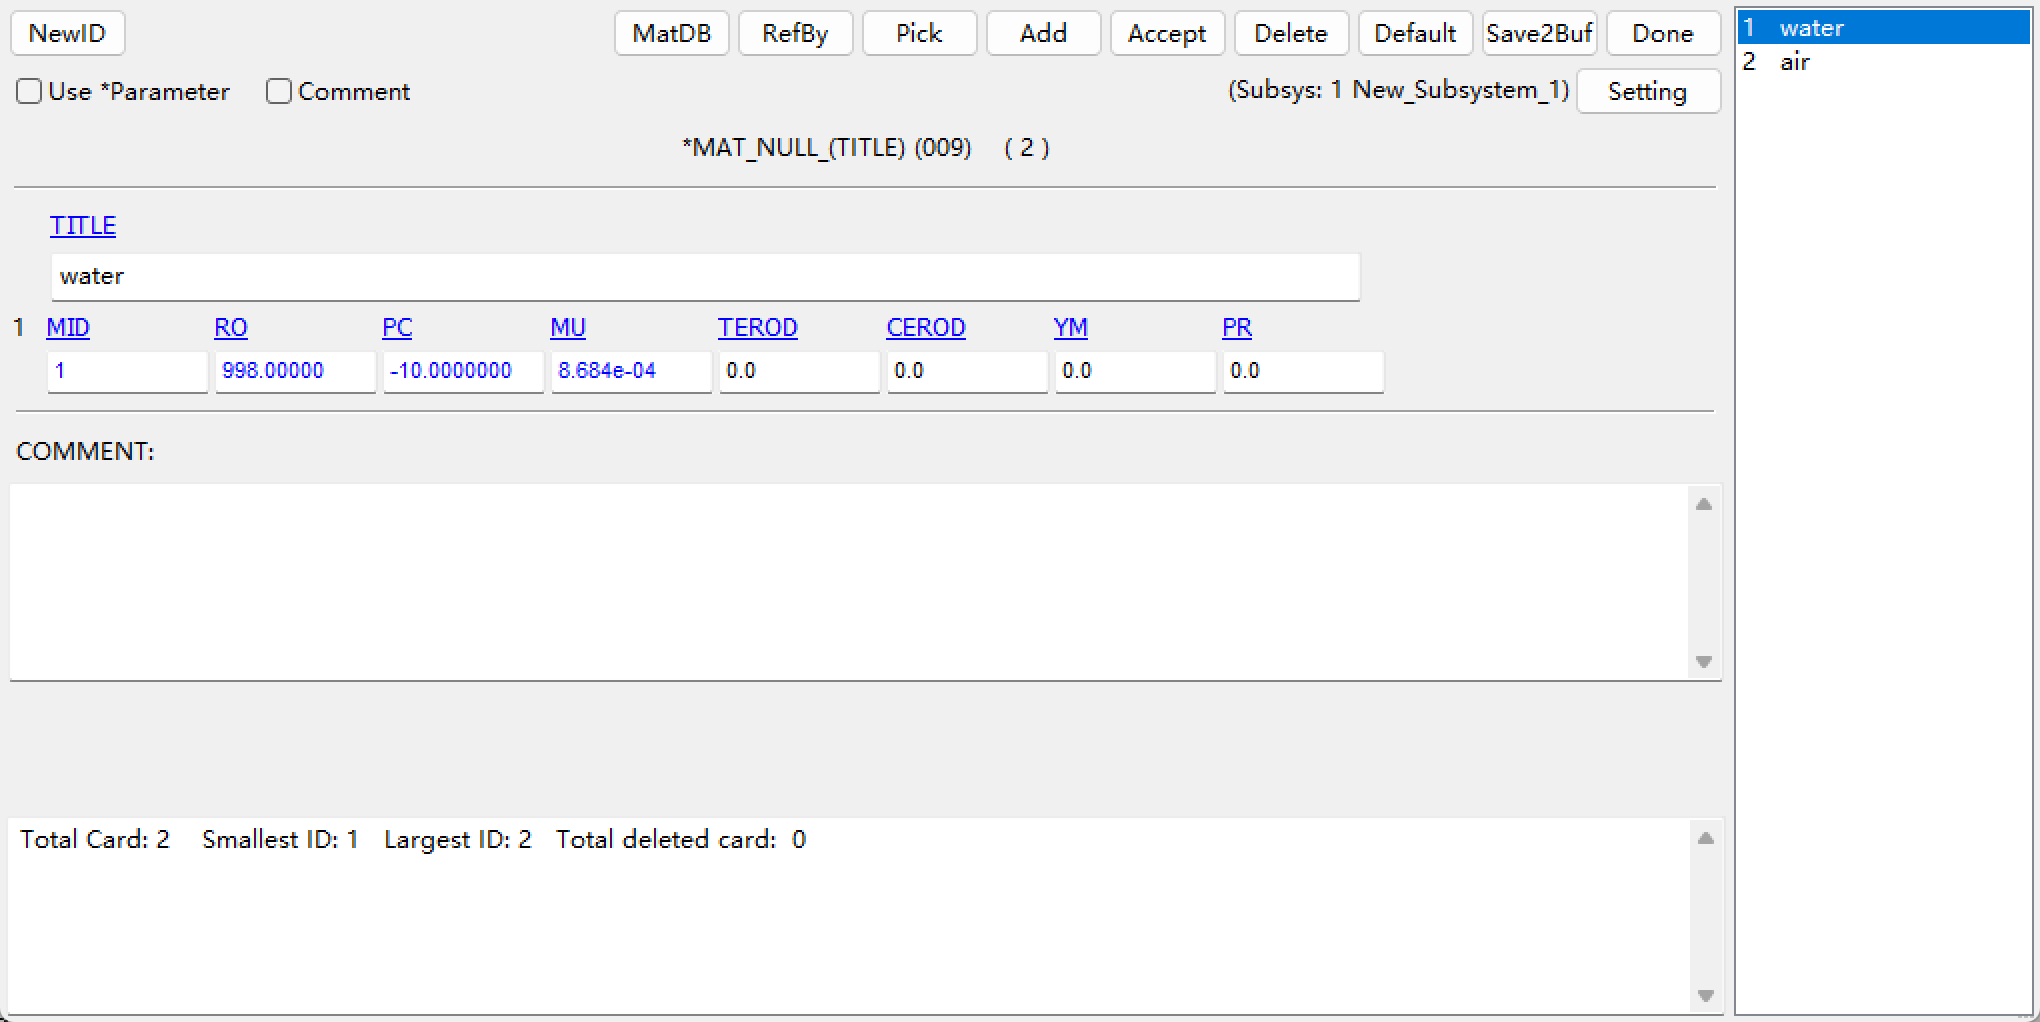 NewID MatDB RefBy Pick Add Accept Delete Default Save2Buf Done
Use *Parameter Comment (Subsys: 1 New_Subsystem_1) Setting
*MAT_NULL_(TITLE) (009) ( 2 )
TITLE
water
1 MID RO PC MU TEROD CEROD YM PR
1 998.00000 -10.0000000 8.684e-04 0.0 0.0 0.0 0.0
COMMENT:
Total Card: 2 Smallest ID: 1 Largest ID: 2 Total deleted card: 0
1 water
2 air